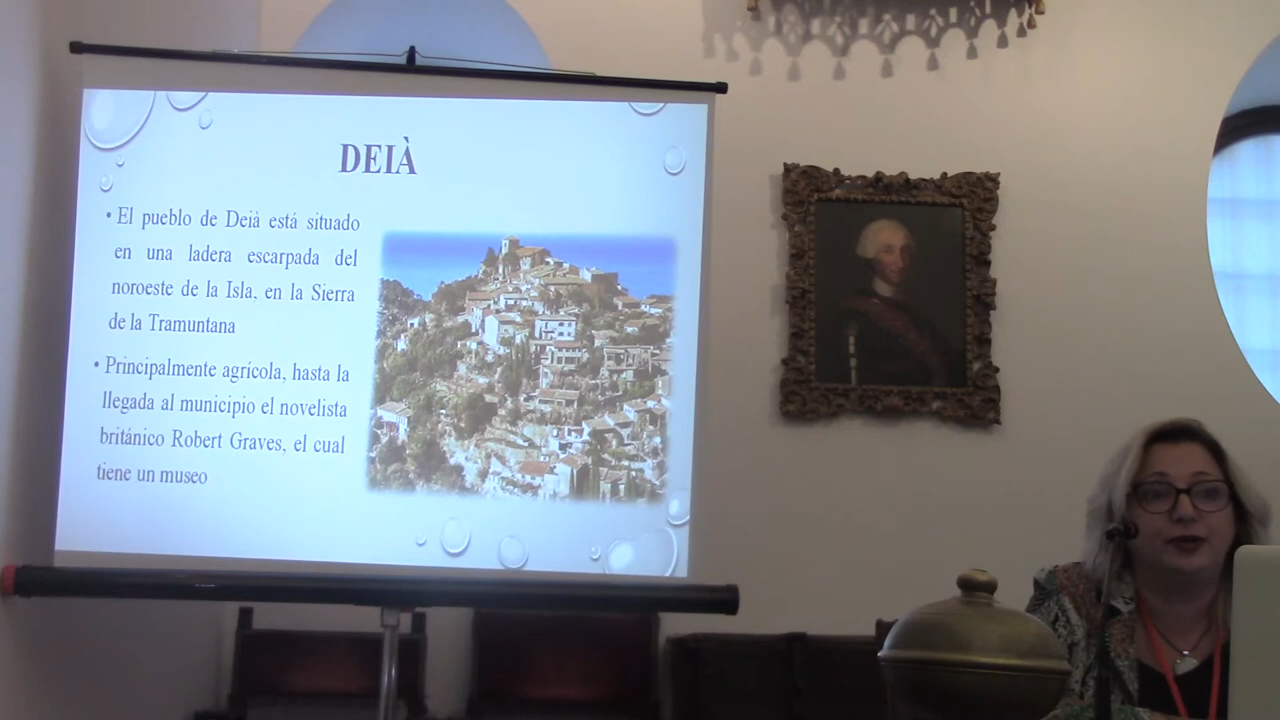 DEIÀ
• El pueblo de Deià está situado
en una ladera escarpada del
noroeste de la Isla, en la Sierra
de la Tramuntana
• Principalmente agrícola, hasta la
llegada al municipio el novelista
británico Robert Graves, el cual
tiene un museo